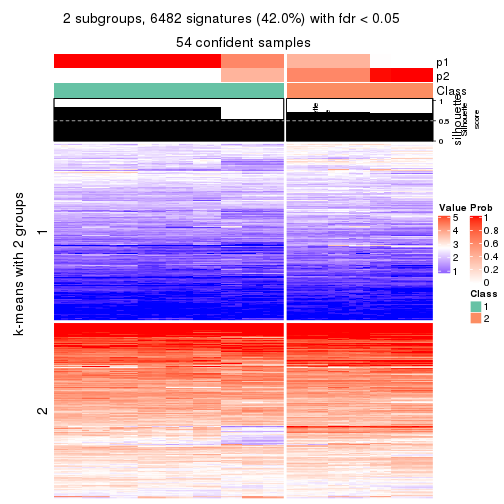 2 subgroups, 6482 signatures (42.0%) with fdr < 0.05
54 confident samples
p1
p2
Class
1
0.5
0
silhouette
Silhouette
score
k-means with 2 groups
1
2
Value
5
4
3
2
1
Prob
1
0.8
0.6
0.4
0.2
0
Class
1
2